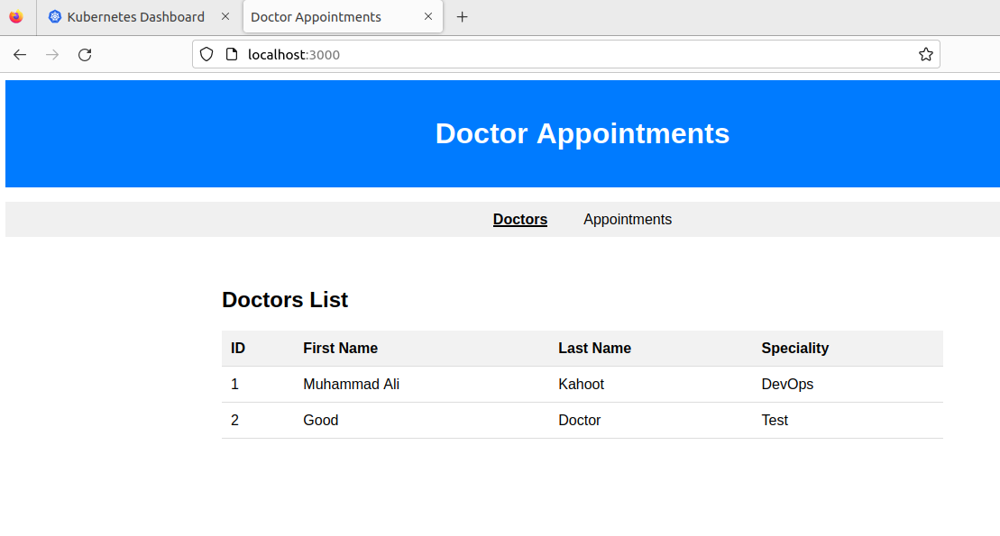 Kubernetes Dashboard Doctor Appointments
localhost:3000
Doctor Appointments
Doctors Appointments
Doctors List
ID First Name Last Name Speciality
1 Muhammad Ali Kahoot DevOps
2 Good Doctor Test